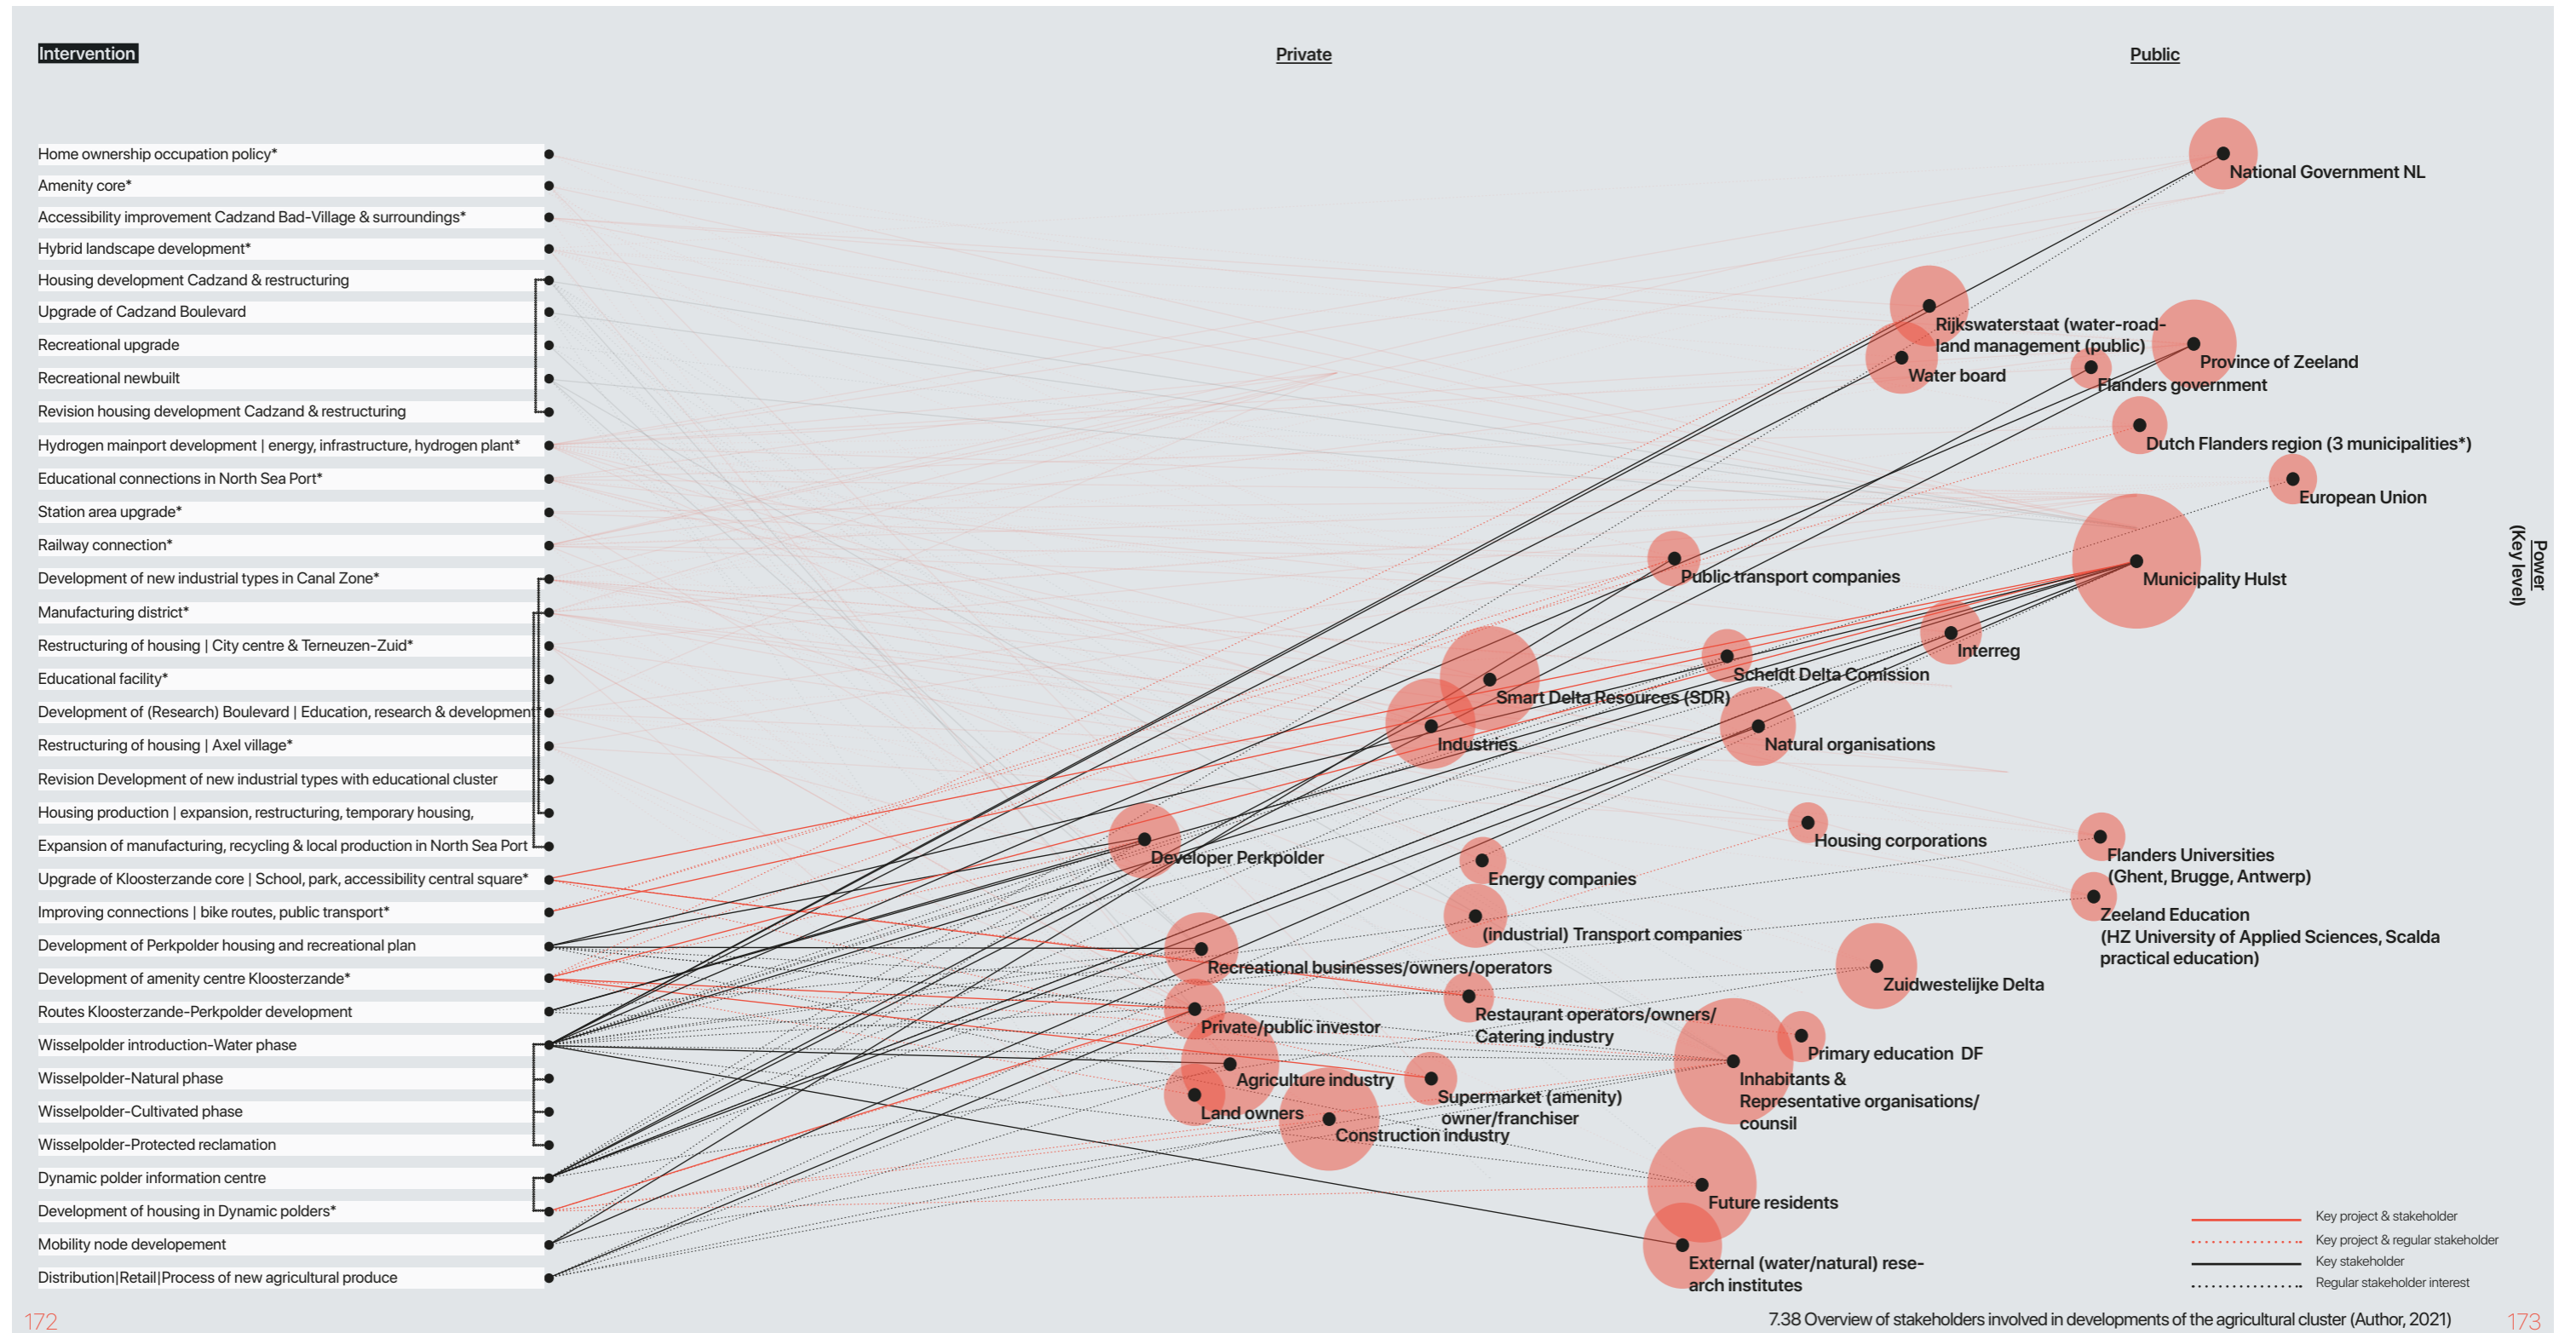 Intervention
Private
Public
Home ownership occupation policy*
Amenity core*
Accessibility improvement Cadzand Bad-Village & surroundings*
Hybrid landscape development*
Housing development Cadzand & restructuring
Upgrade of Cadzand Boulevard
Recreational upgrade
Recreational newbuilt
Revision housing development Cadzand & restructuring
Hydrogen mainport development | energy, infrastructure, hydrogen plant*
Educational connections in North Sea Port*
Station area upgrade*
Railway connection*
Development of new industrial types in Canal Zone*
Manufacturing district*
Restructuring of housing | City centre & Terneuzen-Zuid*
Educational facility*
Development of (Research) Boulevard | Education, research & development*
Restructuring of housing | Axel village*
Revision Development of new industrial types with educational cluster
Housing production | expansion, restructuring, temporary housing,
Expansion of manufacturing, recycling & local production in North Sea Port
Upgrade of Kloosterzande core | School, park, accessibility central square*
Improving connections | bike routes, public transport*
Development of Perkpolder housing and recreational plan
Development of amenity centre Kloosterzande*
Routes Kloosterzande-Perkpolder development
Wisselpolder introduction-Water phase
Wisselpolder-Natural phase
Wisselpolder-Cultivated phase
Wisselpolder-Protected reclamation
Dynamic polder information centre
Development of housing in Dynamic polders*
Mobility node developement
Distribution|Retail|Process of new agricultural produce
National Government NL
Rijkswaterstaat (water-road-
land management (public)
Water board
Province of Zeeland
Flanders government
Dutch Flanders region (3 municipalities*)
European Union
Public transport companies
Municipality Hulst
Interreg
Scheldt Delta Comission
Smart Delta Resources (SDR)
Industries
Natural organisations
Housing corporations
Developer Perkpolder
Energy companies
Flanders Universities
(Ghent, Brugge, Antwerp)
Zeeland Education
(HZ University of Applied Sciences, Scalda
practical education)
(industrial) Transport companies
Recreational businesses/owners/operators
Zuidwestelijke Delta
Restaurant operators/owners/
Catering industry
Private/public investor
Primary education DF
Agriculture industry
Inhabitants &
Representative organisations/
counsil
Supermarket (amenity)
owner/franchiser
Land owners
Construction industry
Future residents
External (water/natural) rese-
arch institutes
Power
(Key level)
Key project & stakeholder
Key project & regular stakeholder
Key stakeholder
Regular stakeholder interest
172
7.38 Overview of stakeholders involved in developments of the agricultural cluster (Author, 2021)
173